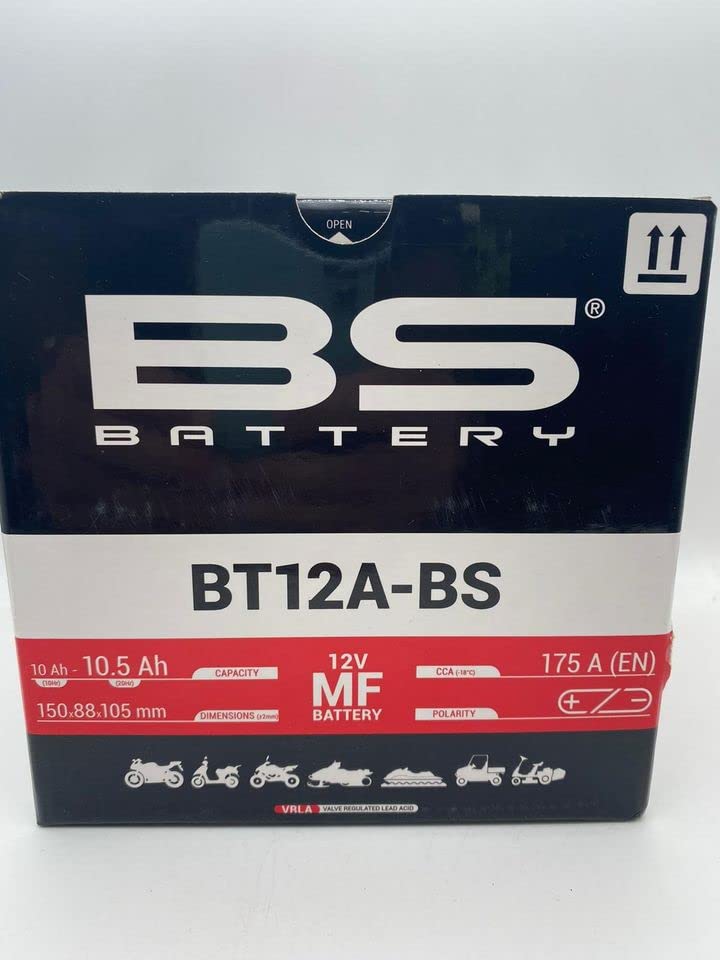 OPEN
BS®
BATTERY
BT12A-BS
10 Ah - 10.5 Ah
(10Hr) (20Hr)
CAPACITY
150x88x105 mm
DIMENSIONS (±2mm)
12V
MF
BATTERY
CCA (-18°C)
175 A (EN)
POLARITY
+ -
VRLA VALVE REGULATED LEAD ACID